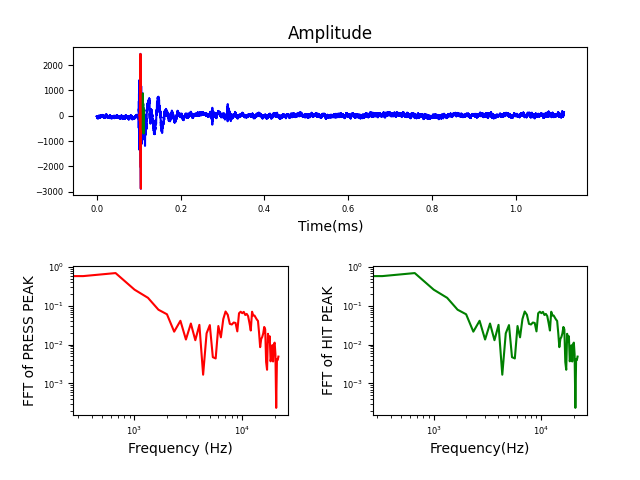 Amplitude
2000
1000
0
−1000
−2000
−3000
0.0 0.2 0.4 0.6 0.8 1.0
Time(ms)
FFT of PRESS PEAK
10⁰
10⁻¹
10⁻²
10⁻³
10³ 10⁴
Frequency (Hz)
FFT of HIT PEAK
10⁰
10⁻¹
10⁻²
10⁻³
10³ 10⁴
Frequency(Hz)